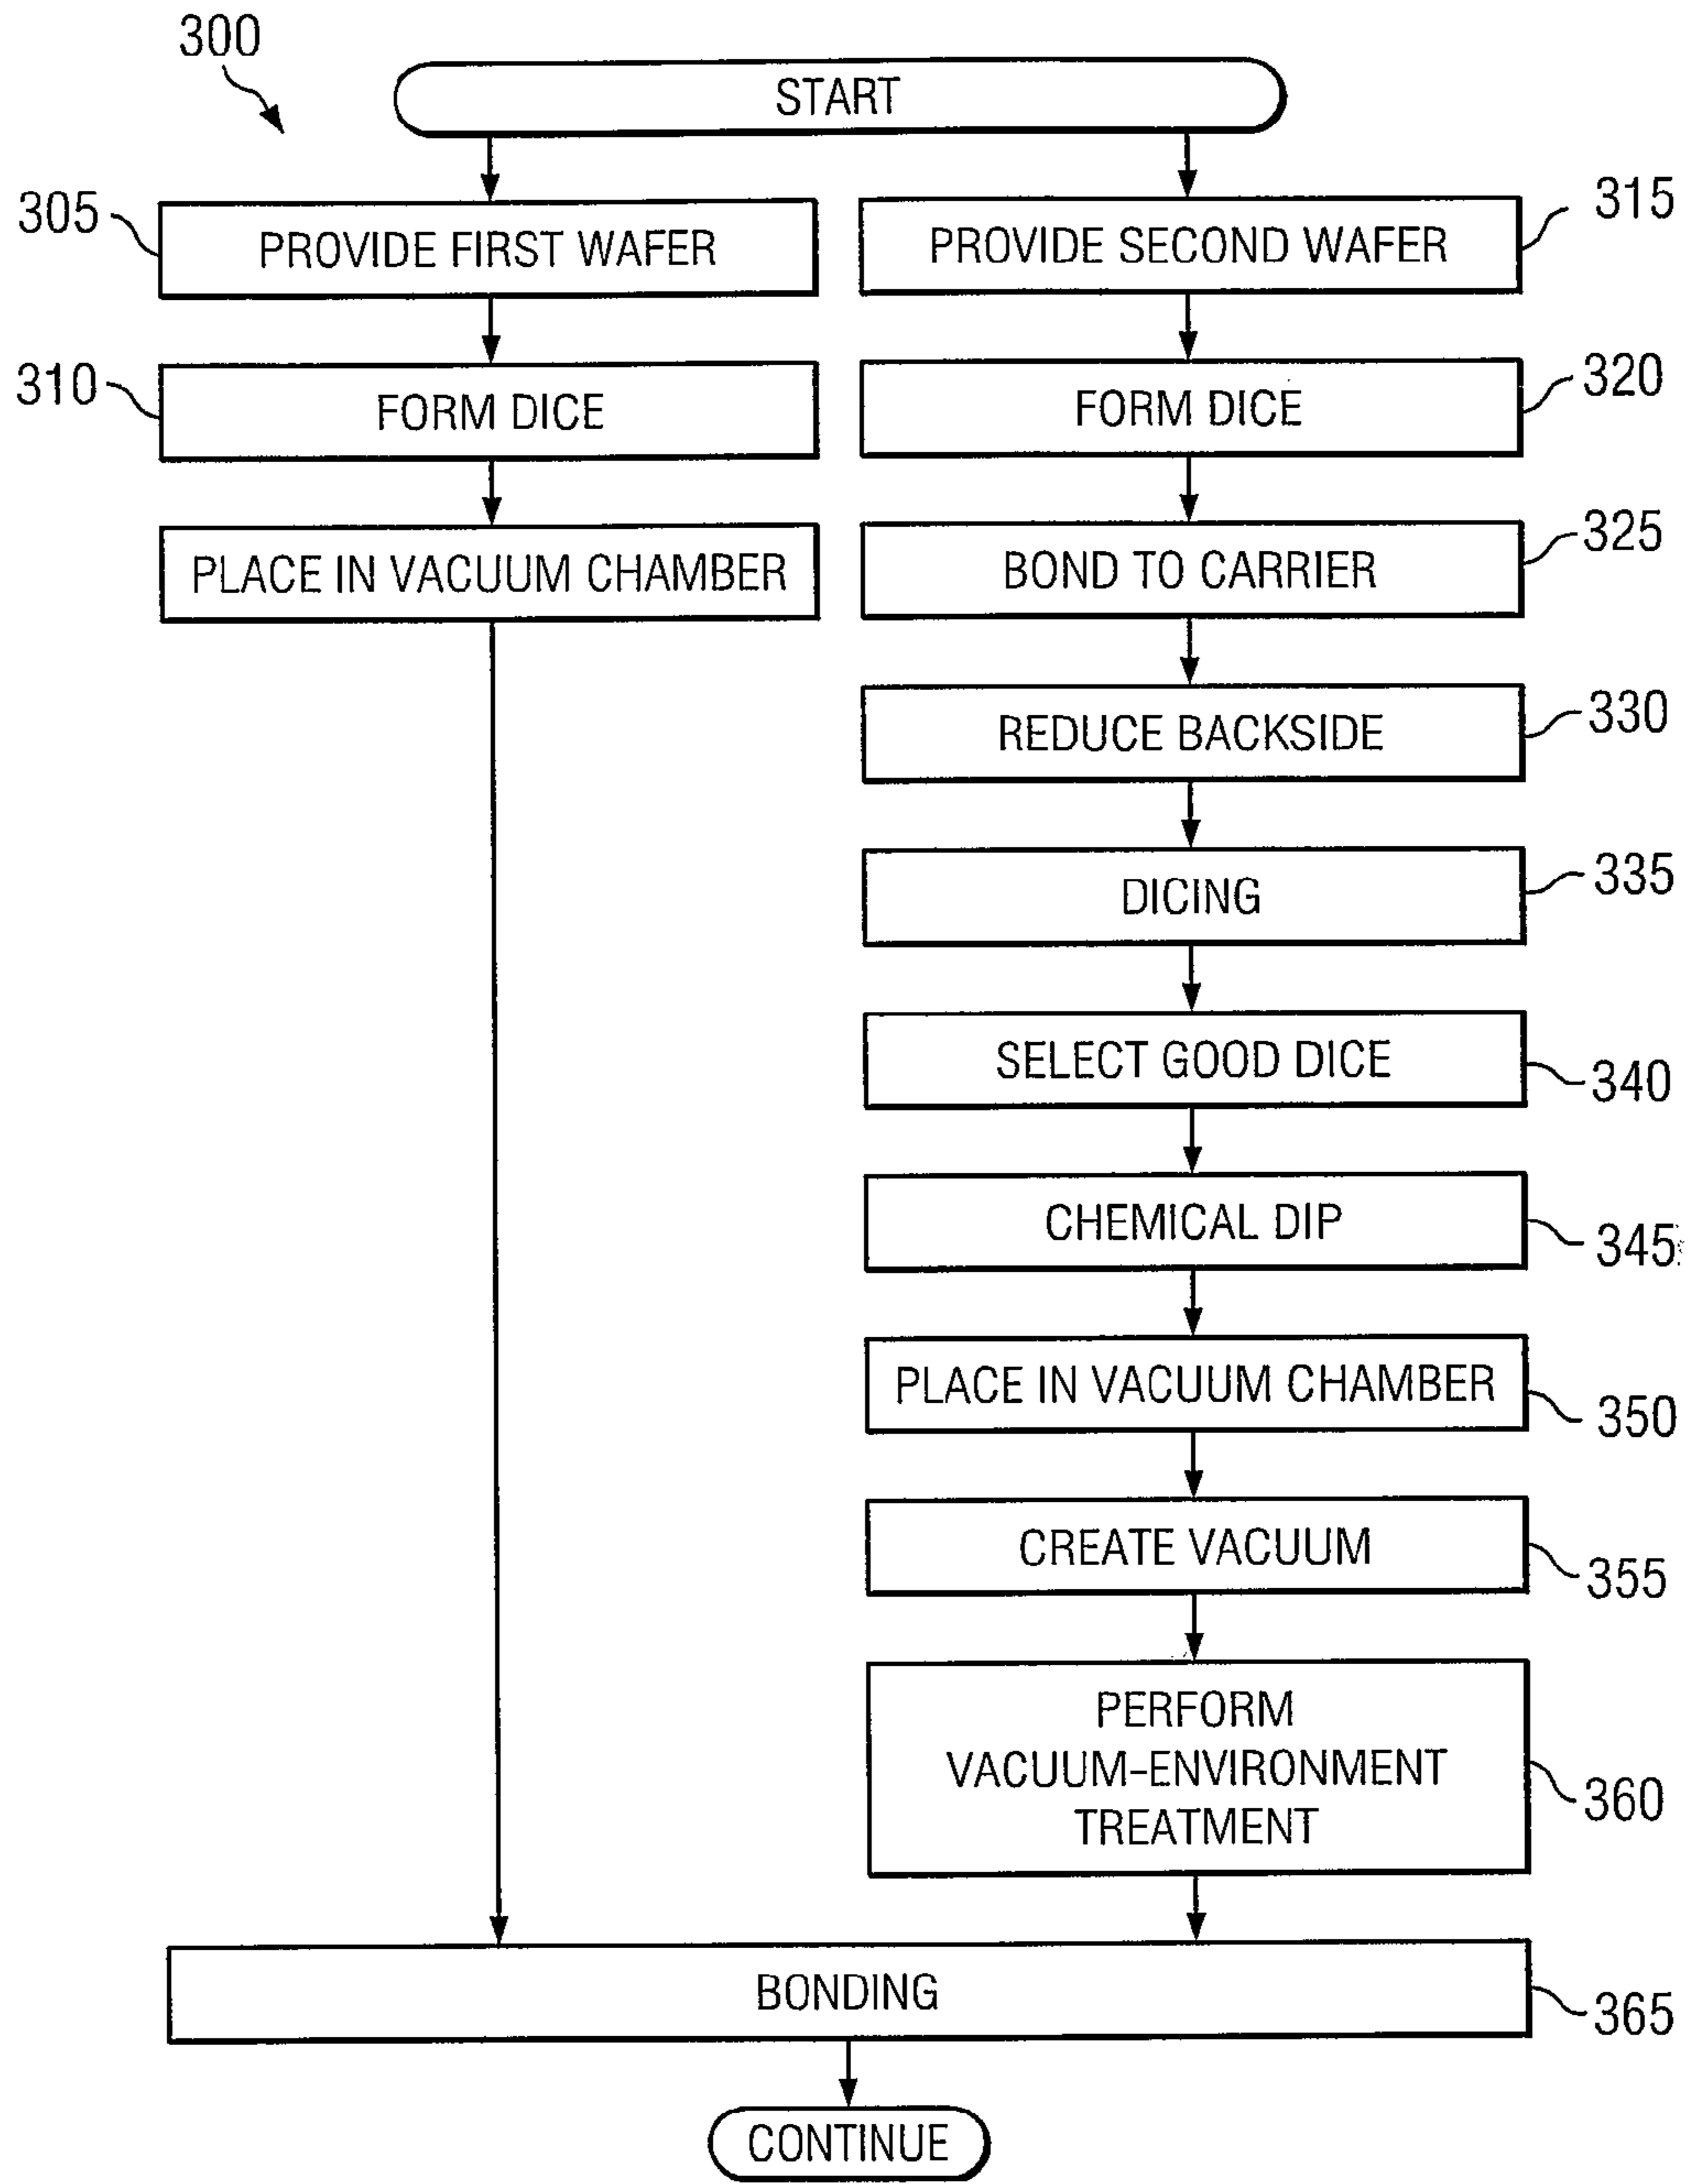 300
START
305
PROVIDE FIRST WAFER
PROVIDE SECOND WAFER
315
310
FORM DICE
FORM DICE
320
PLACE IN VACUUM CHAMBER
BOND TO CARRIER
325
REDUCE BACKSIDE
330
DICING
335
SELECT GOOD DICE
340
CHEMICAL DIP
345
PLACE IN VACUUM CHAMBER
350
CREATE VACUUM
355
PERFORM
VACUUM-ENVIRONMENT
TREATMENT
360
BONDING
365
CONTINUE